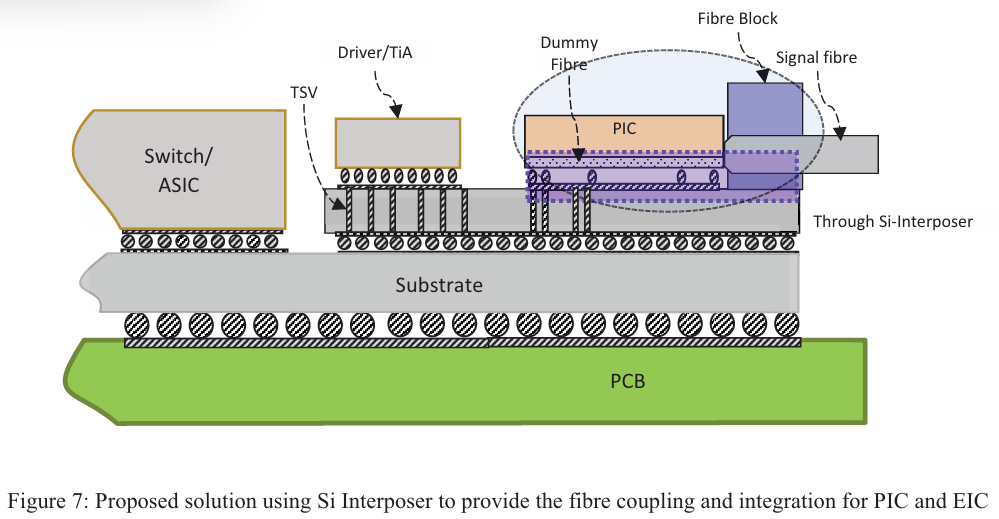 Fibre Block
Dummy
Fibre
Signal fibre
Driver/TiA
TSV
PIC
Switch/
ASIC
Through Si-Interposer
Substrate
PCB
Figure 7: Proposed solution using Si Interposer to provide the fibre coupling and integration for PIC and EIC